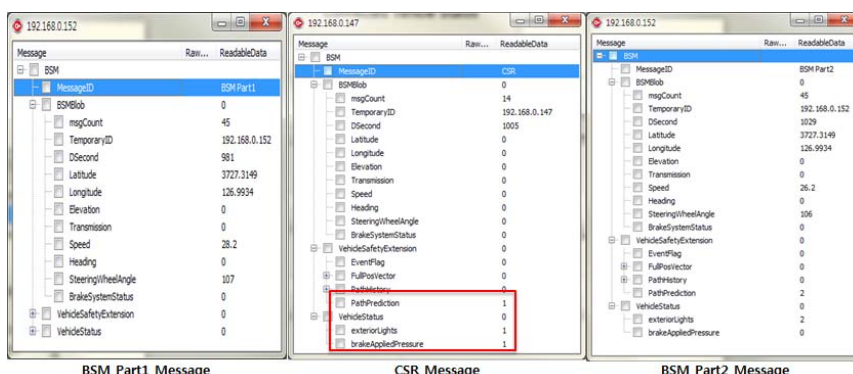 192.168.0.152
Message Raw... ReadableData
BSM
MessageID BSM Part1
BSMBlob 0
msgCount 45
TemporaryID 192.168.0.152
DSecond 981
Latitude 3727.3149
Longitude 126.9934
Elevation 0
Transmission 0
Speed 28.2
Heading 0
SteeringWheelAngle 107
BrakeSystemStatus 0
VehicleSafetyExtension 0
VehicleStatus 0
BSM Part1 Message
192.168.0.147
Message Raw... ReadableData
BSM
MessageID CSR
BSMBlob 0
msgCount 14
TemporaryID 192.168.0.147
DSecond 1005
Latitude 0
Longitude 0
Elevation 0
Transmission 0
Speed 0
Heading 0
SteeringWheelAngle 0
BrakeSystemStatus 0
VehicleSafetyExtension 0
EventFlag 0
FullPosVector 0
PathHistory 0
PathPrediction 1
VehicleStatus 0
exteriorLights 1
brakeAppliedPressure 1
CSR Message
192.168.0.152
Message Raw... ReadableData
BSM
MessageID BSM Part2
BSMBlob 0
msgCount 45
TemporaryID 192.168.0.152
DSecond 1029
Latitude 3727.3149
Longitude 126.9934
Elevation 0
Transmission 0
Speed 26.2
Heading 0
SteeringWheelAngle 106
BrakeSystemStatus 0
VehicleSafetyExtension 0
EventFlag 0
FullPosVector 0
PathHistory 0
PathPrediction 2
VehicleStatus 0
exteriorLights 2
brakeAppliedPressure 0
BSM Part2 Message